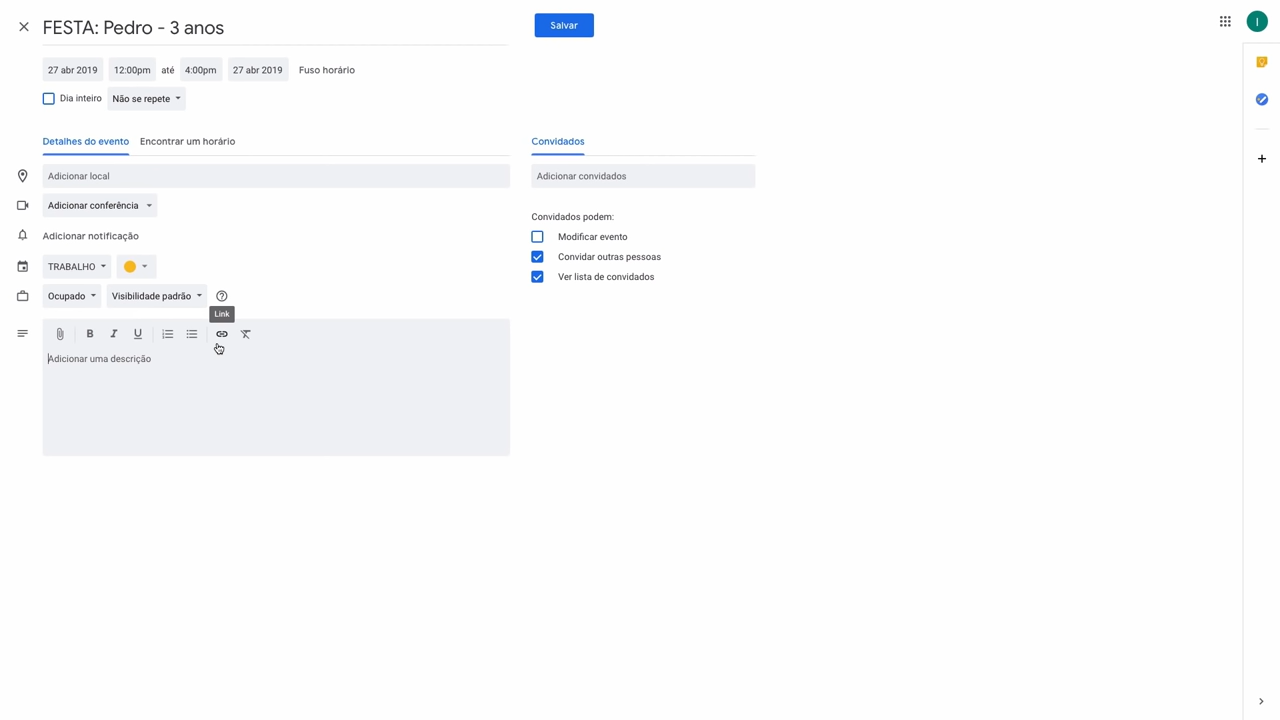 FESTA: Pedro - 3 anos
Salvar
I
27 abr 2019 12:00pm até 4:00pm 27 abr 2019 Fuso horário
Dia inteiro Não se repete
Detalhes do evento Encontrar um horário
Convidados
Adicionar local
Adicionar convidados
Adicionar conferência
Convidados podem:
Adicionar notificação
Modificar evento
Convidar outras pessoas
TRABALHO
Ver lista de convidados
Ocupado Visibilidade padrão
Link
B I U
Adicionar uma descrição